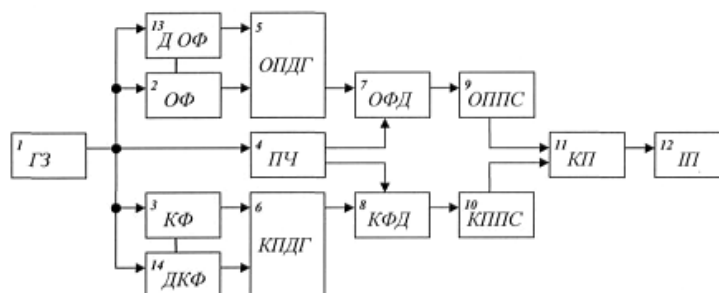 13 Д ОФ
5 ОПДГ
2 ОФ
7 ОФД
9 ОППС
1 ГЗ
4 ПЧ
11 КП
12 ІП
3 КФ
6 КПДГ
8 КФД
10 КППС
14 ДКФ